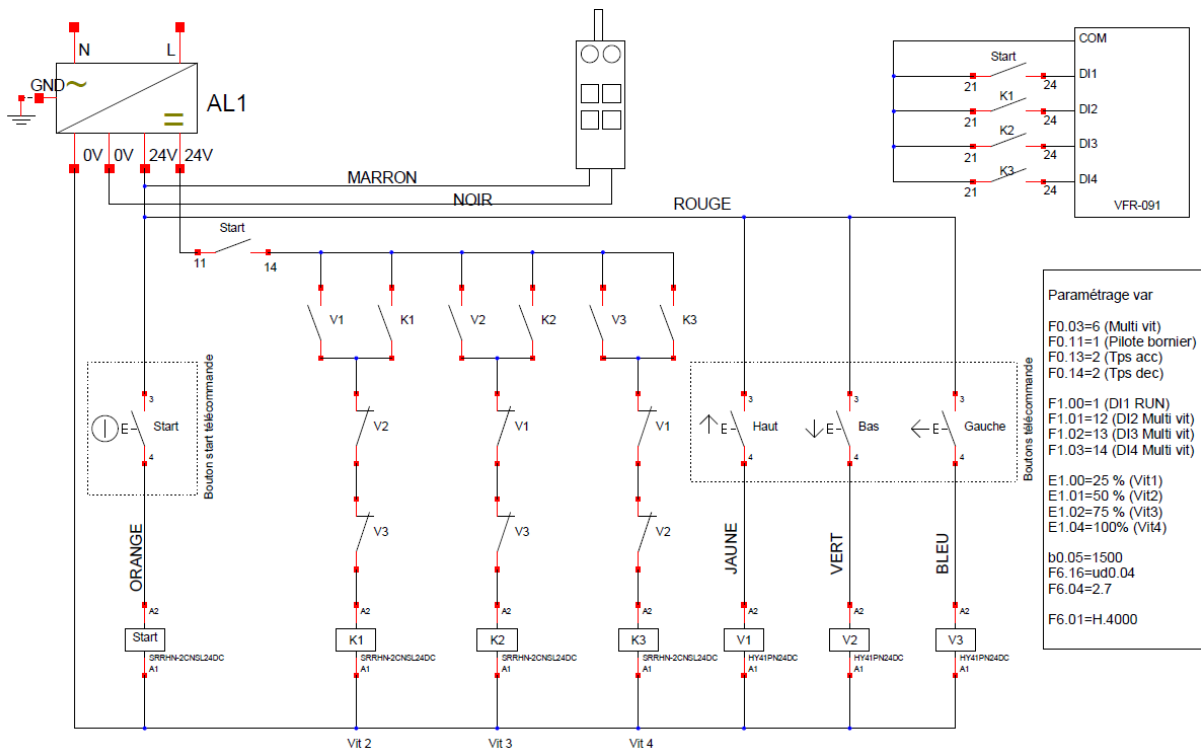 N
L
GND
AL1
0V
0V
24V
24V
MARRON
NOIR
ROUGE
COM
Start
DI1
21
24
K1
DI2
21
24
K2
DI3
21
24
K3
DI4
21
24
VFR-091
Start
11
14
V1
K1
V2
K2
V3
K3
Paramétrage var
F0.03=6 (Multi vit)
F0.11=1 (Pilote bornier)
F0.13=2 (Tps acc)
F0.14=2 (Tps dec)
F1.00=1 (DI1 RUN)
F1.01=12 (DI2 Multi vit)
F1.02=13 (DI3 Multi vit)
F1.03=14 (DI4 Multi vit)
E1.00=25 % (Vit1)
E1.01=50 % (Vit2)
E1.02=75 % (Vit3)
E1.04=100% (Vit4)
b0.05=1500
F6.16=ud0.04
F6.04=2.7
F6.01=H.4000
3
E
Start
4
Bouton start télécommande
V2
V1
V1
V3
V3
V2
3
E
Haut
4
3
E
Bas
4
3
E
Gauche
4
Boutons télécommande
ORANGE
JAUNE
VERT
BLEU
A2
Start
SRRHN-2CNSL24DC
A1
A2
K1
SRRHN-2CNSL24DC
A1
A2
K2
SRRHN-2CNSL24DC
A1
A2
K3
SRRHN-2CNSL24DC
A1
A2
V1
HY41PN24DC
A1
A2
V2
HY41PN24DC
A1
A2
V3
HY41PN24DC
A1
Vit 2
Vit 3
Vit 4